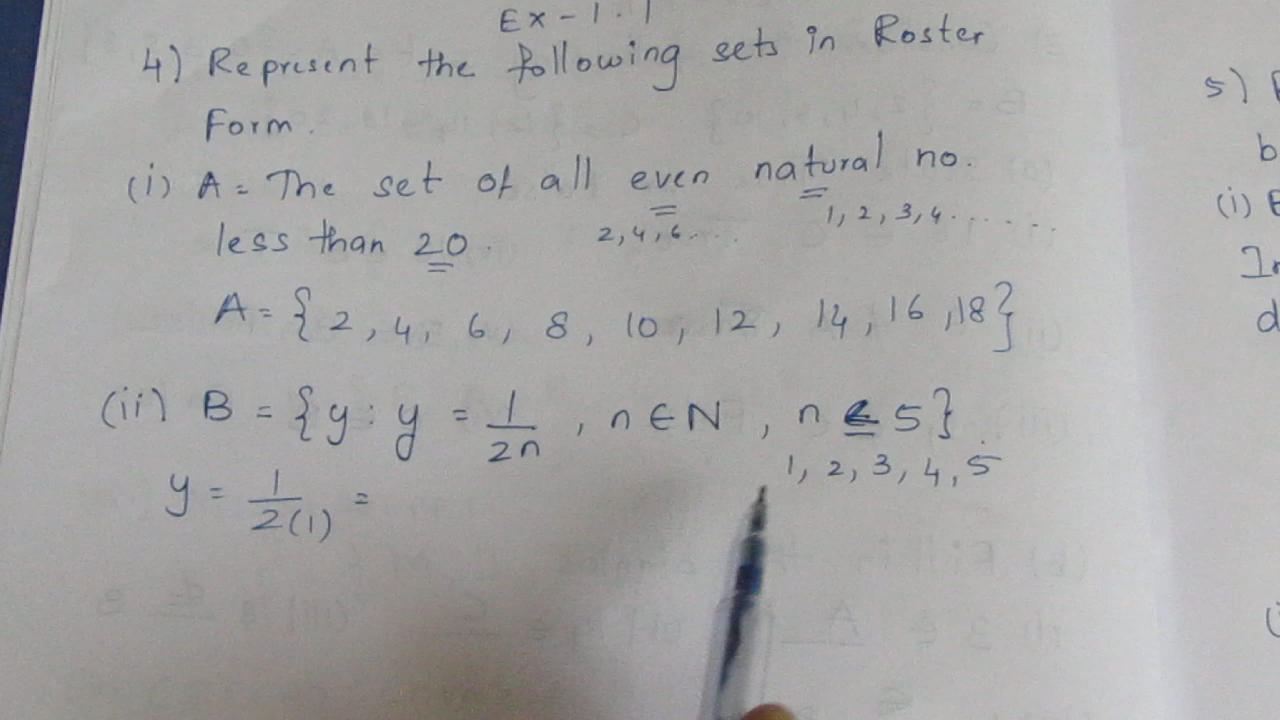 Ex-1.1
4) Represent the following sets in Roster
Form.
(i) A = The set of all even natural no.
1, 2, 3, 4......
less than 20.
2, 4, 6....
A = {2, 4, 6, 8, 10, 12, 14, 16, 18}
(ii) B = {y : y = 1/2n, n ∈ N, n ≤ 5}.
1, 2, 3, 4, 5
y = 1/2(1) =
5)
b
(i) E
In
d